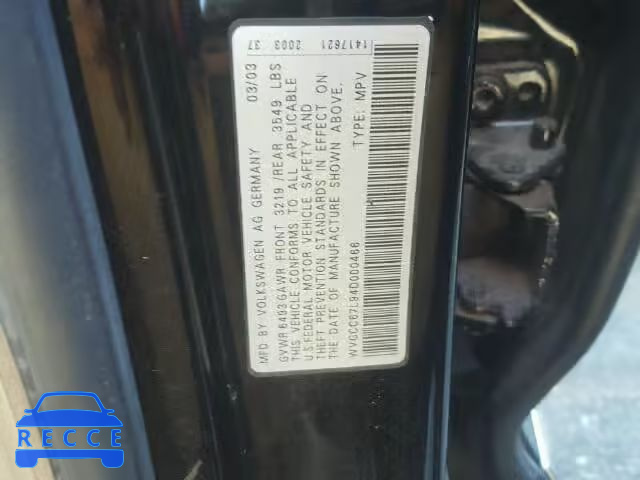 1417621 2003 37
MFD BY VOLKSWAGEN AG GERMANY 03/03
GVWR 6493 GAWR FRONT 3219 /REAR 3549 LBS
THIS VEHICLE CONFORMS TO ALL APPLICABLE
U.S FEDERAL MOTOR VEHICLE SAFETY AND
THEFT PREVENTION STANDARDS IN EFFECT ON
THE DATE OF MANUFACTURE SHOWN ABOVE.
WVGCC67L94D000466 TYPE: MPV
RECCE